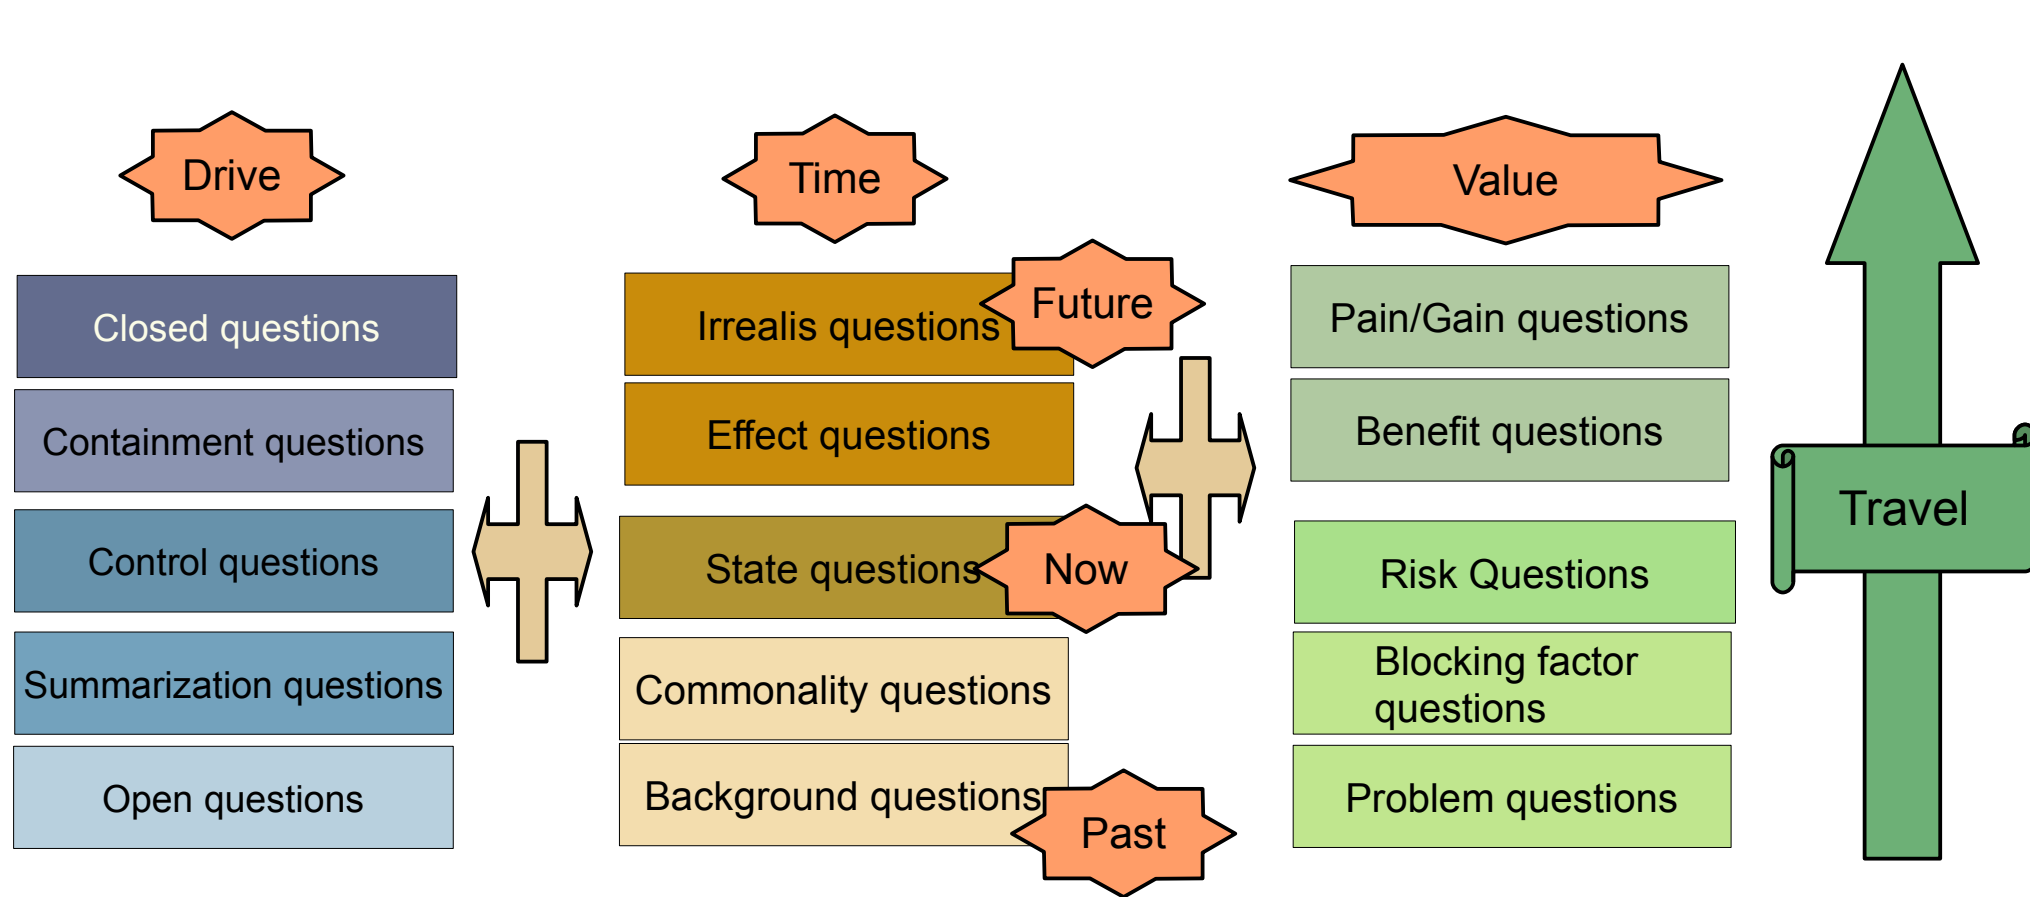 Drive
Closed questions
Containment questions
Control questions
Summarization questions
Open questions
Time
Future
Irrealis questions
Effect questions
State questions
Now
Commonality questions
Background questions
Past
Value
Pain/Gain questions
Benefit questions
Risk Questions
Blocking factor
questions
Problem questions
Travel